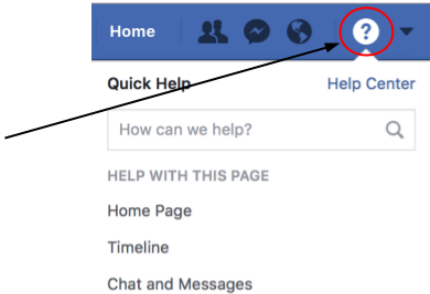 Home ?
Quick Help Help Center
How can we help?
HELP WITH THIS PAGE
Home Page
Timeline
Chat and Messages